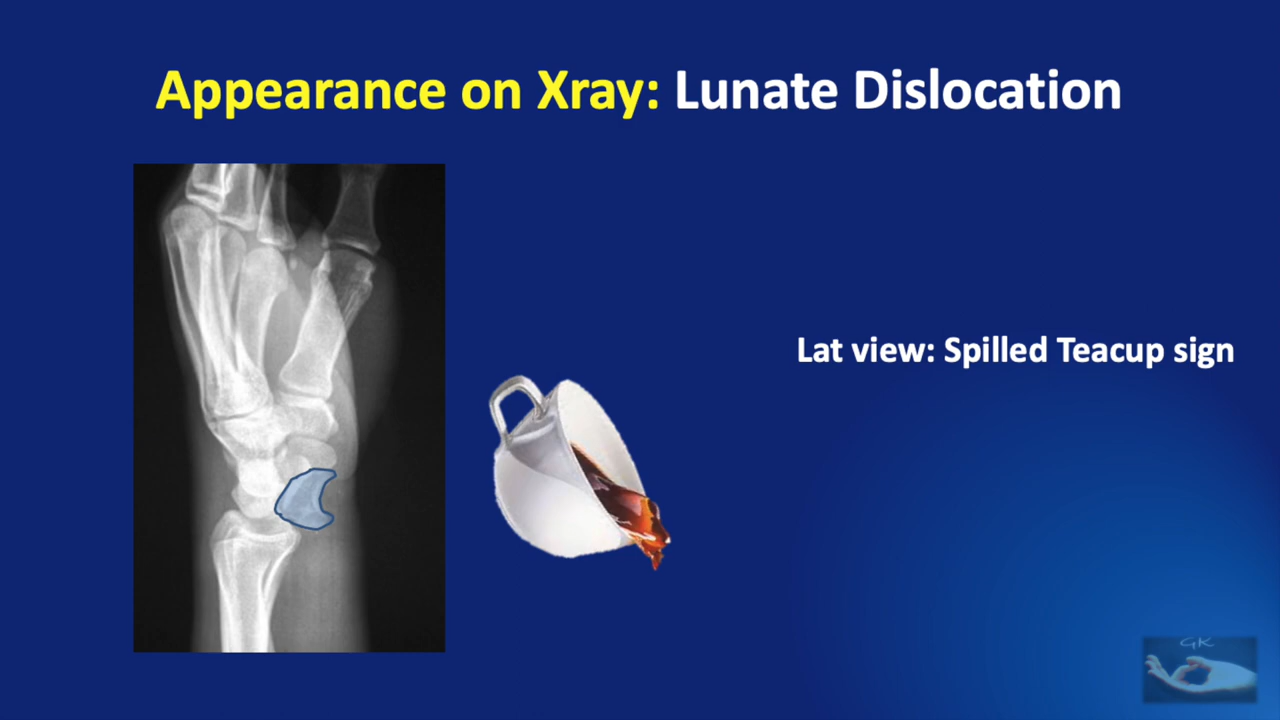 Appearance on Xray: Lunate Dislocation
Lat view: Spilled Teacup sign
GK